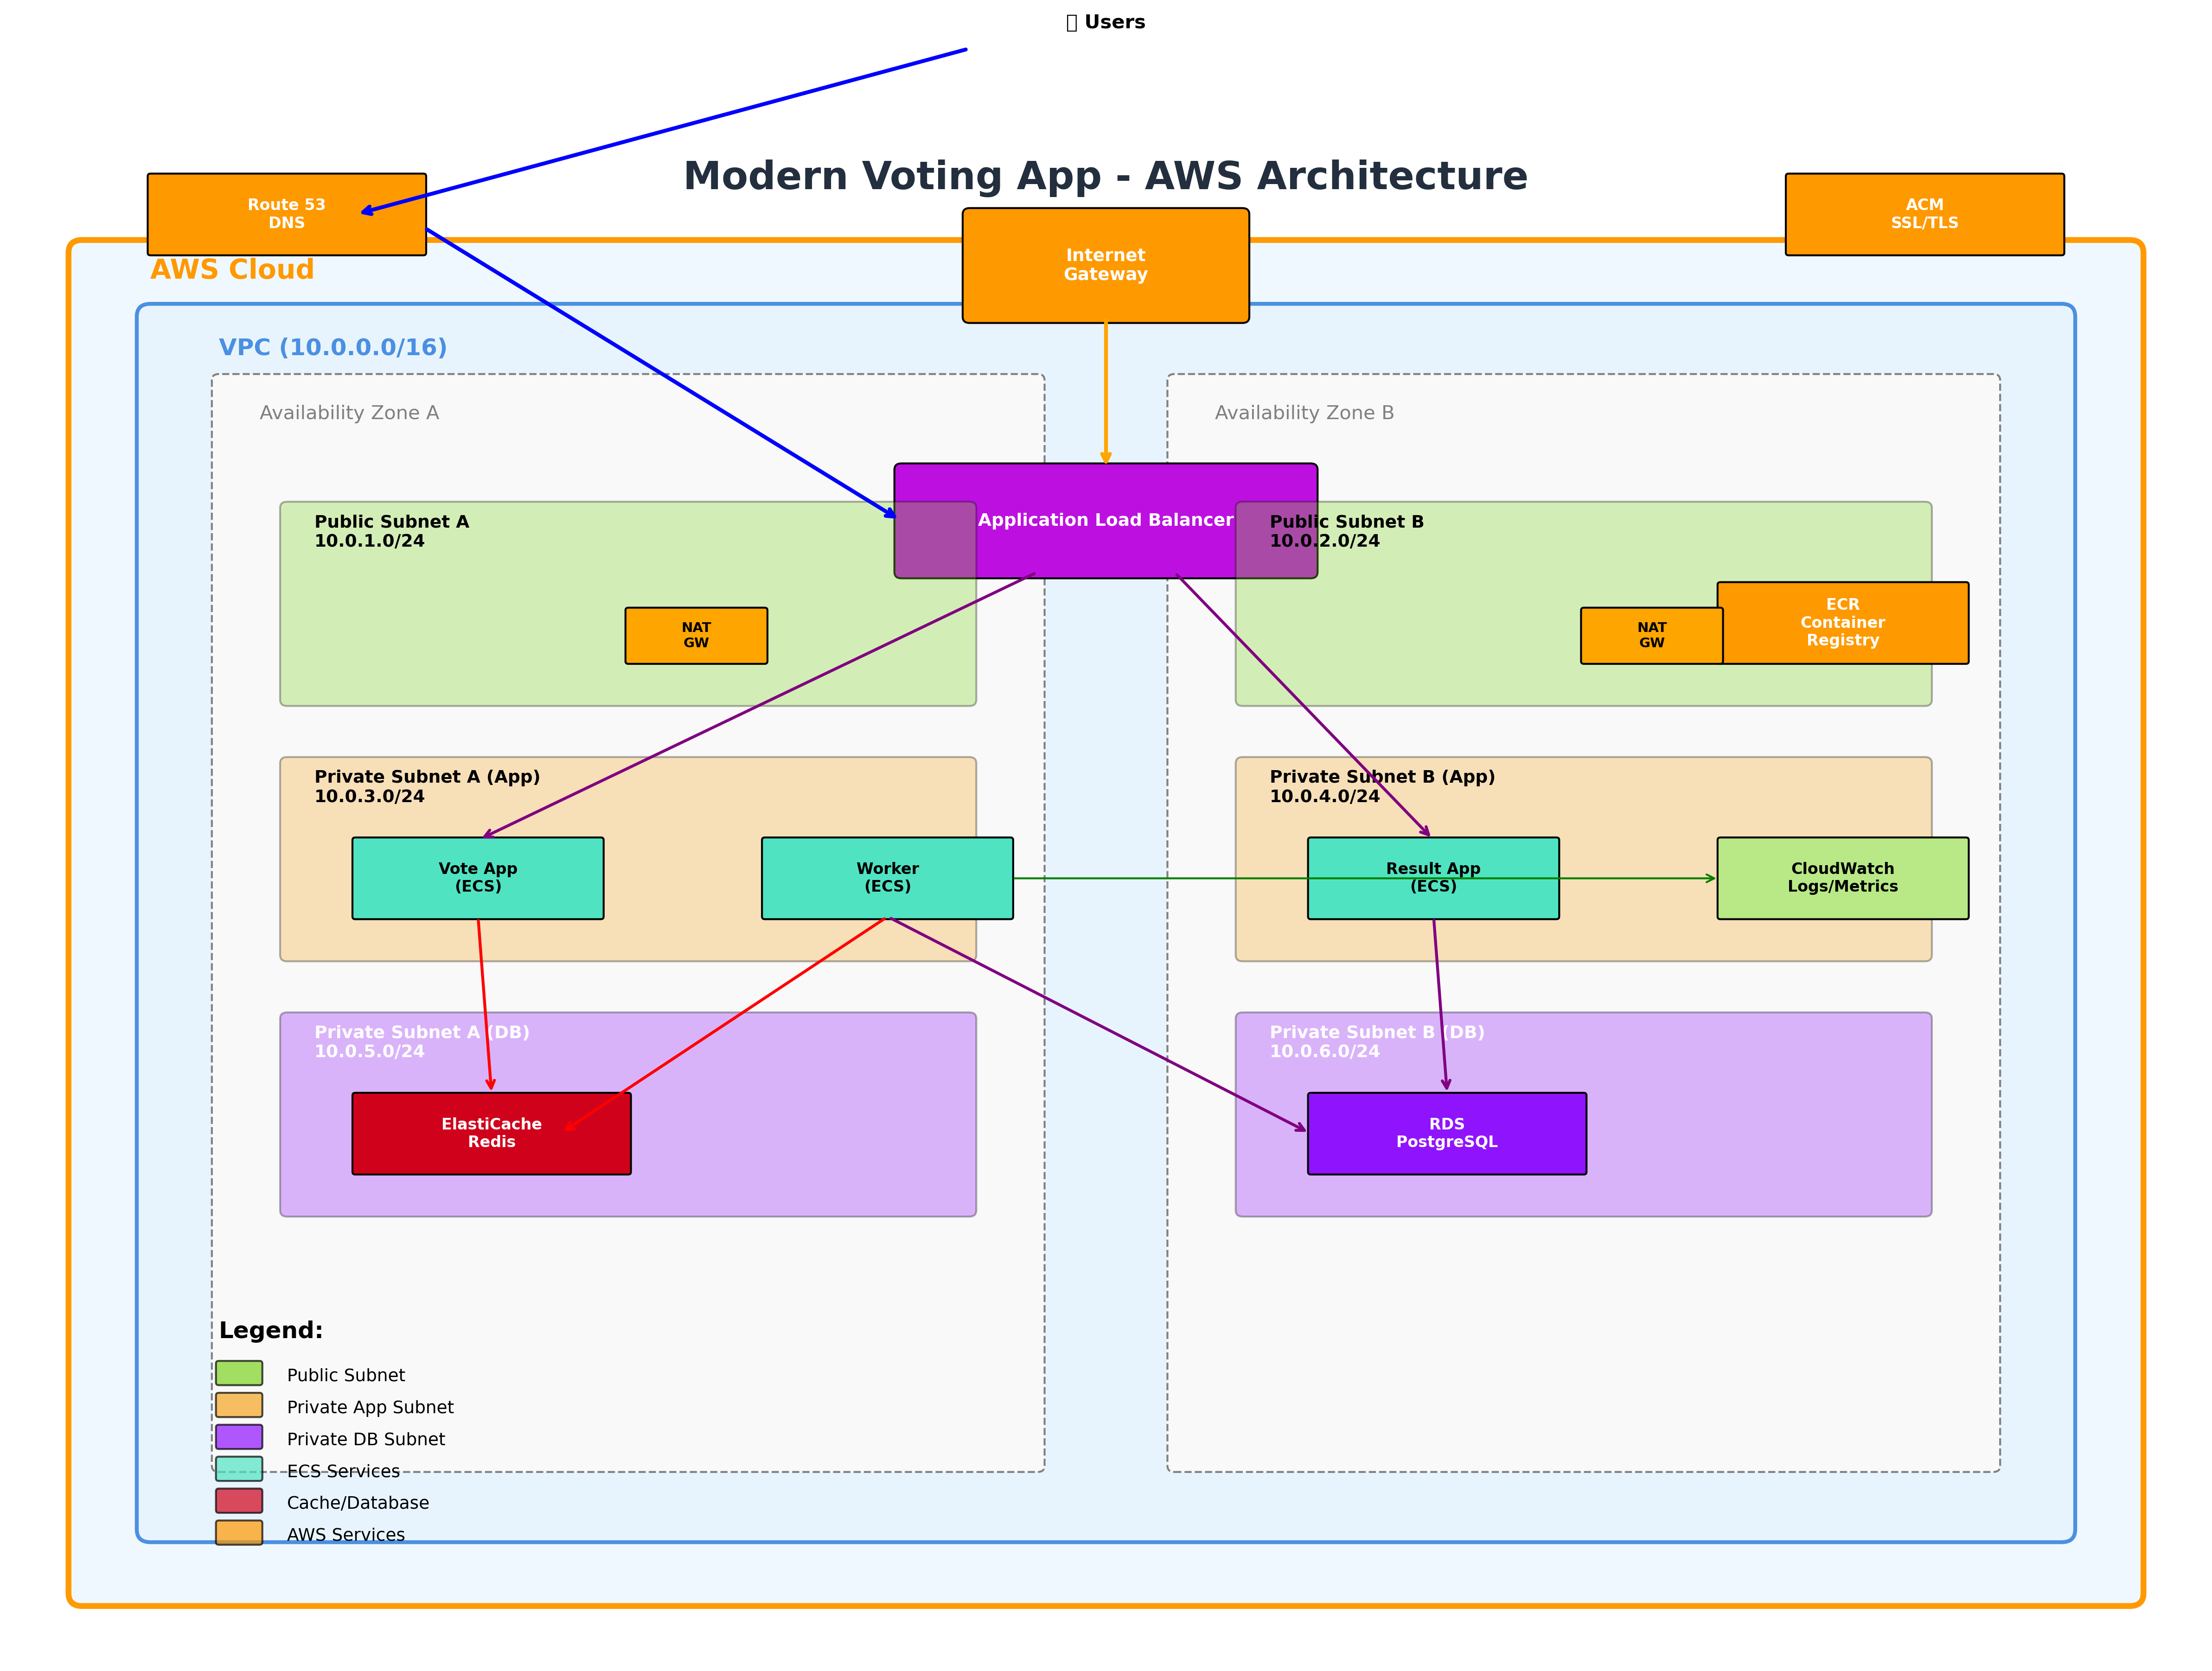 Users
Modern Voting App - AWS Architecture
Route 53
DNS
ACM
SSL/TLS
Internet
Gateway
AWS Cloud
VPC (10.0.0.0/16)
Availability Zone A
Availability Zone B
Application Load Balancer
Public Subnet A
10.0.1.0/24
Public Subnet B
10.0.2.0/24
NAT
GW
NAT
GW
ECR
Container
Registry
Private Subnet A (App)
10.0.3.0/24
Private Subnet B (App)
10.0.4.0/24
Vote App
(ECS)
Worker
(ECS)
Result App
(ECS)
CloudWatch
Logs/Metrics
Private Subnet A (DB)
10.0.5.0/24
Private Subnet B (DB)
10.0.6.0/24
ElastiCache
Redis
RDS
PostgreSQL
Legend:
Public Subnet
Private App Subnet
Private DB Subnet
ECS Services
Cache/Database
AWS Services